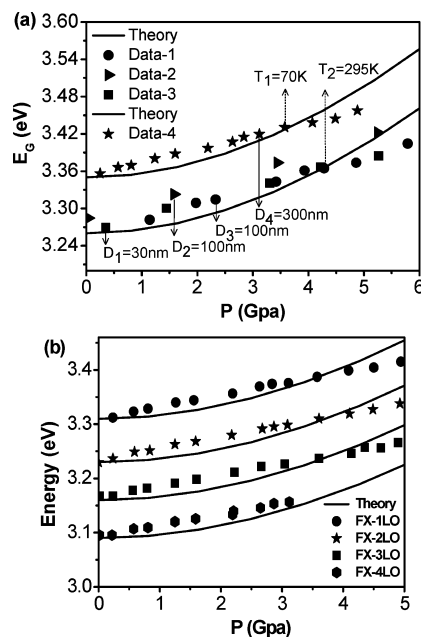 (a)
3.60
3.54
3.48
3.42
3.36
3.30
3.24
E_G (eV)
Theory
Data-1
Data-2
Data-3
Theory
Data-4
T1=70K
T2=295K
D1=30nm
D2=100nm
D3=100nm
D4=300nm
0 1 2 3 4 5 6
P (Gpa)
(b)
3.4
3.3
3.2
3.1
3.0
Energy (eV)
Theory
FX-1LO
FX-2LO
FX-3LO
FX-4LO
0 1 2 3 4 5
P (Gpa)